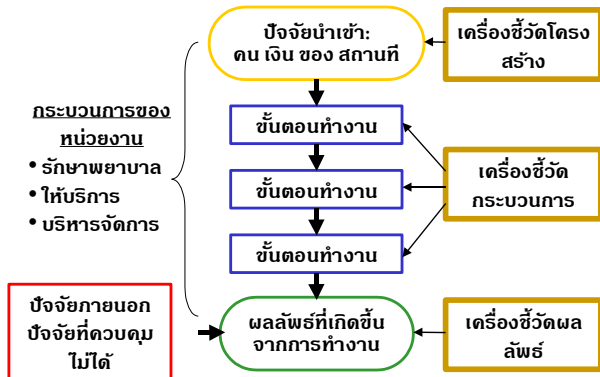 ปัจจัยนำเข้า:
คน เงิน ของ สถานที่
เครื่องชี้วัดโครง
สร้าง
กระบวนการของ
หน่วยงาน
• รักษาพยาบาล
• ให้บริการ
• บริหารจัดการ
ขั้นตอนทำงาน
ขั้นตอนทำงาน
ขั้นตอนทำงาน
เครื่องชี้วัด
กระบวนการ
ปัจจัยภายนอก
ปัจจัยที่ควบคุม
ไม่ได้
ผลลัพธ์ที่เกิดขึ้น
จากการทำงาน
เครื่องชี้วัดผล
ลัพธ์